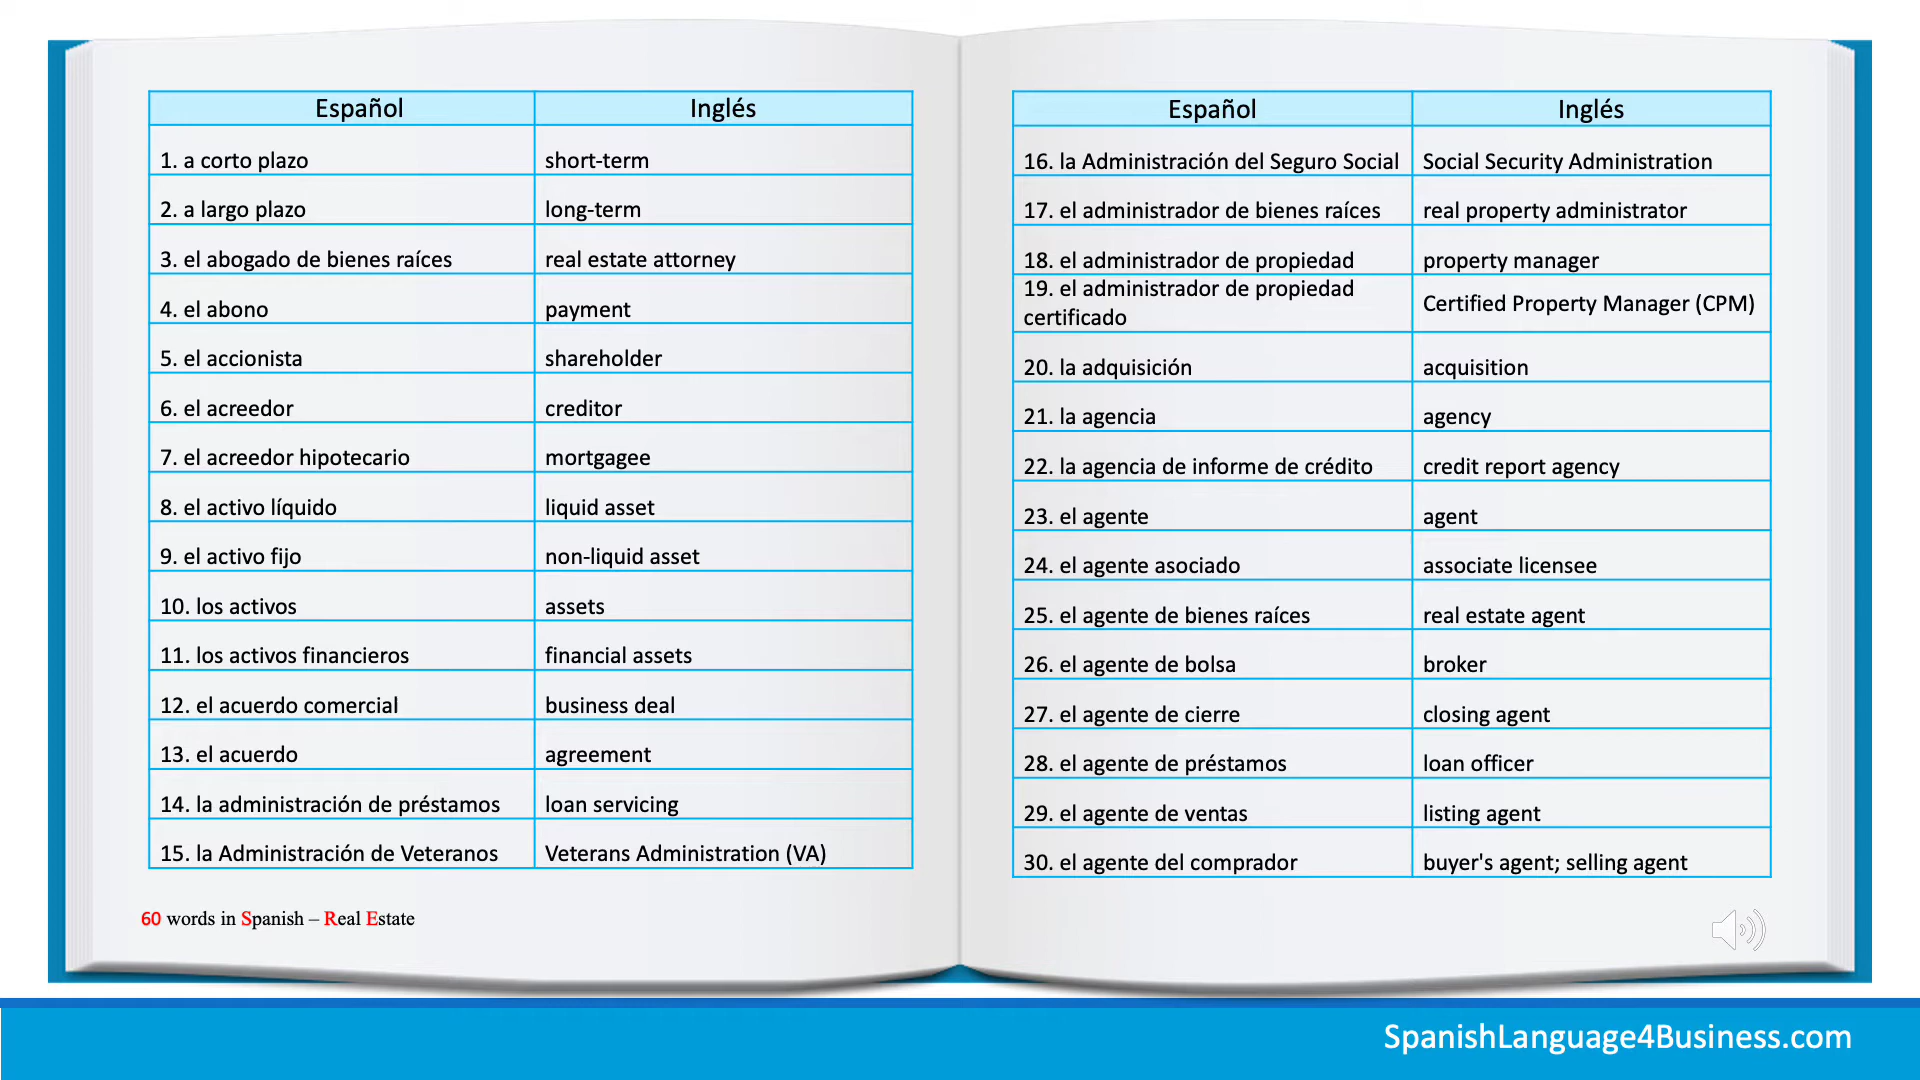 Español Inglés
1. a corto plazo short-term
2. a largo plazo long-term
3. el abogado de bienes raíces real estate attorney
4. el abono payment
5. el accionista shareholder
6. el acreedor creditor
7. el acreedor hipotecario mortgagee
8. el activo líquido liquid asset
9. el activo fijo non-liquid asset
10. los activos assets
11. los activos financieros financial assets
12. el acuerdo comercial business deal
13. el acuerdo agreement
14. la administración de préstamos loan servicing
15. la Administración de Veteranos Veterans Administration (VA)
60 words in Spanish – Real Estate
Español Inglés
16. la Administración del Seguro Social Social Security Administration
17. el administrador de bienes raíces real property administrator
18. el administrador de propiedad property manager
19. el administrador de propiedad
certificado Certified Property Manager (CPM)
20. la adquisición acquisition
21. la agencia agency
22. la agencia de informe de crédito credit report agency
23. el agente agent
24. el agente asociado associate licensee
25. el agente de bienes raíces real estate agent
26. el agente de bolsa broker
27. el agente de cierre closing agent
28. el agente de préstamos loan officer
29. el agente de ventas listing agent
30. el agente del comprador buyer's agent; selling agent
SpanishLanguage4Business.com